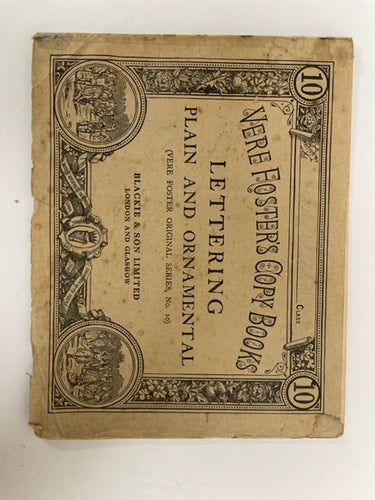 10
10
CLASS
VERE FOSTER'S COPY BOOKS
LETTERING
PLAIN AND ORNAMENTAL
(VERE FOSTER ORIGINAL SERIES, No. 10)
BLACKIE & SON LIMITED
LONDON AND GLASGOW